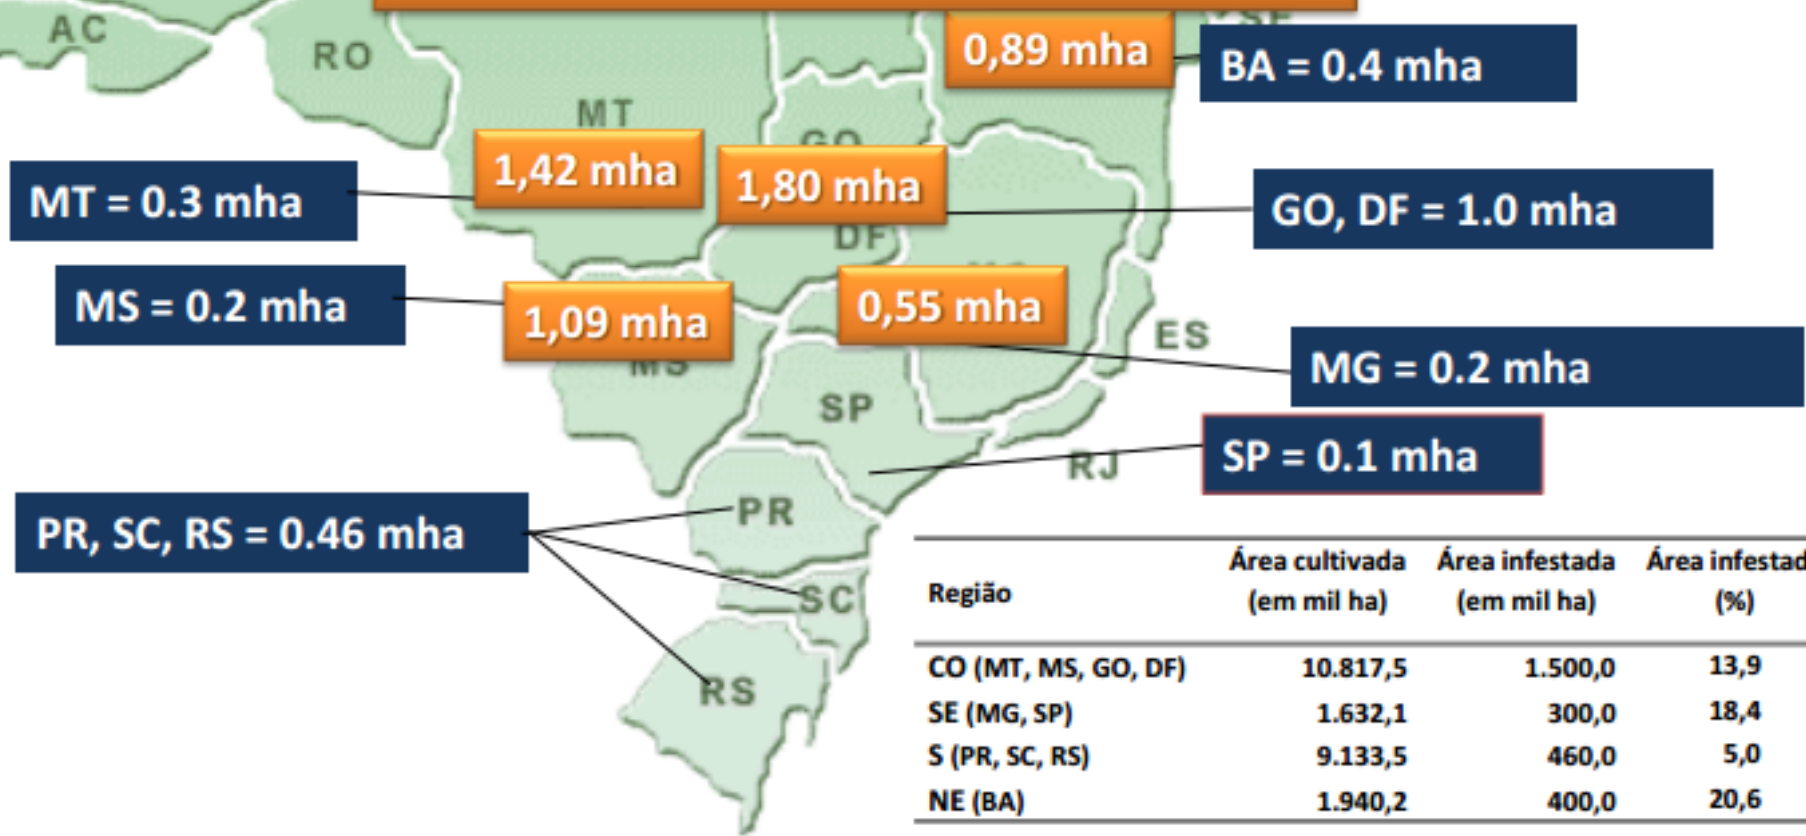 AC
RO
SE
0,89 mha
BA = 0.4 mha
MT
GO
1,42 mha
1,80 mha
MT = 0.3 mha
GO, DF = 1.0 mha
DF
MS = 0.2 mha
1,09 mha
0,55 mha
ES
MS
MG = 0.2 mha
SP
SP = 0.1 mha
RJ
PR
PR, SC, RS = 0.46 mha
SC
RS
Região Área cultivada (em mil ha) Área infestada (em mil ha) Área infestad (%)
CO (MT, MS, GO, DF) 10.817,5 1.500,0 13,9
SE (MG, SP) 1.632,1 300,0 18,4
S (PR, SC, RS) 9.133,5 460,0 5,0
NE (BA) 1.940,2 400,0 20,6